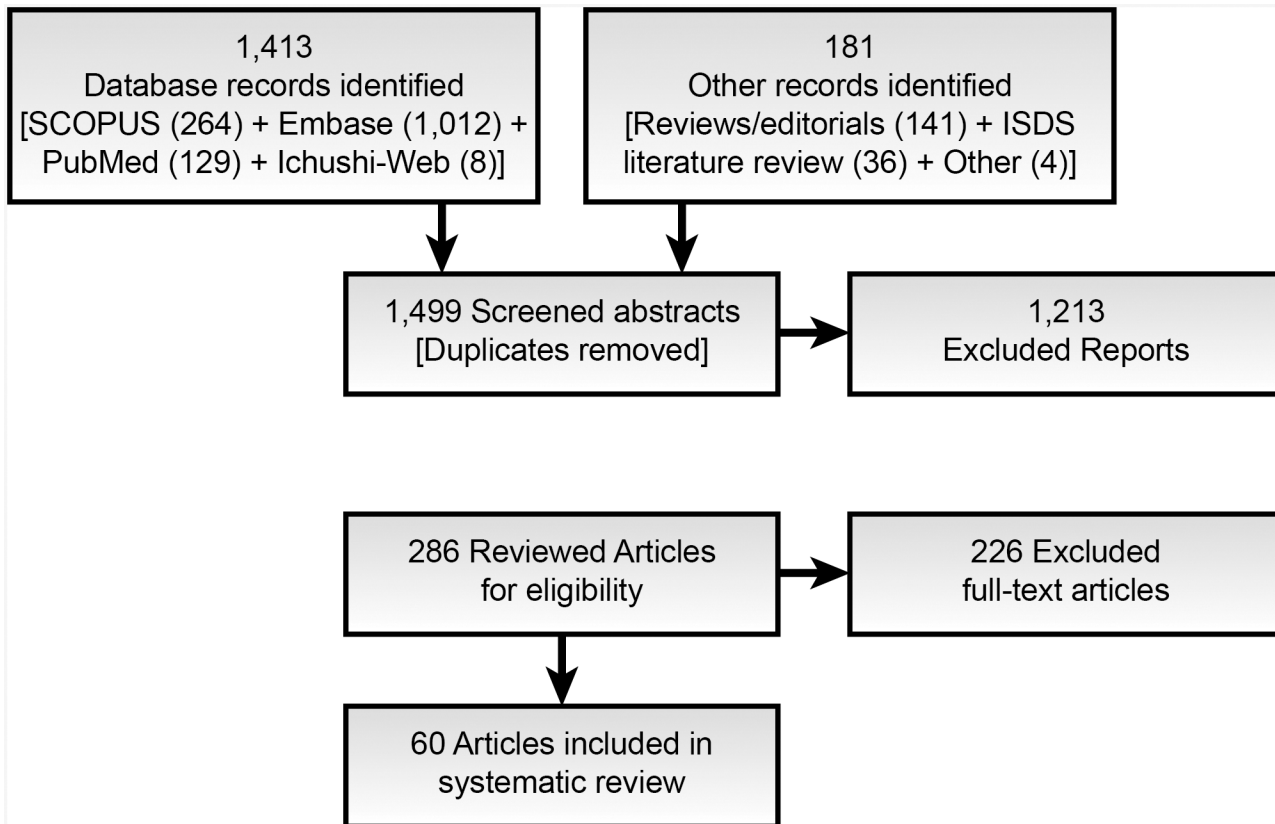 1,413
Database records identified
[SCOPUS (264) + Embase (1,012) +
PubMed (129) + Ichushi-Web (8)]
181
Other records identified
[Reviews/editorials (141) + ISDS
literature review (36) + Other (4)]
1,499 Screened abstracts
[Duplicates removed]
1,213
Excluded Reports
286 Reviewed Articles
for eligibility
226 Excluded
full-text articles
60 Articles included in
systematic review